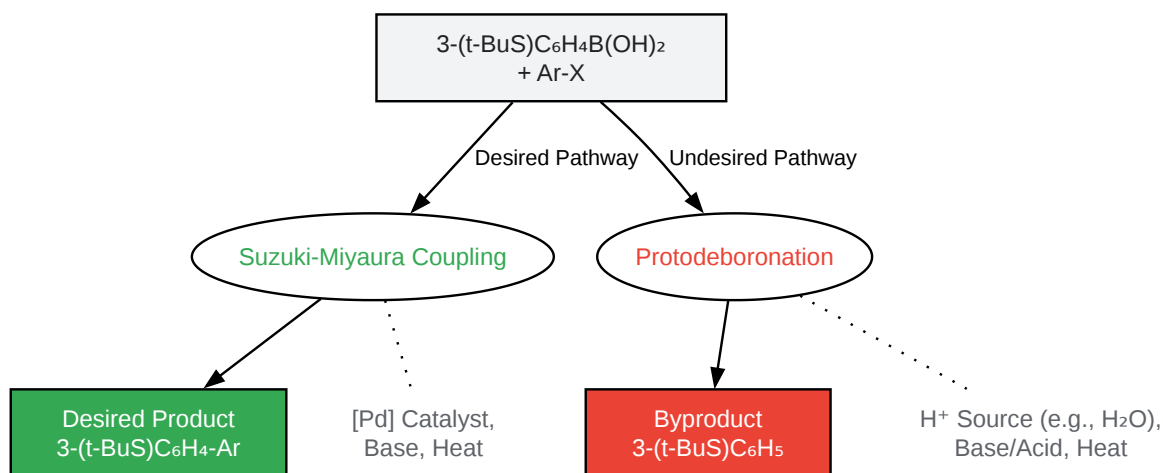 3-(t-BuS)C₆H₄B(OH)₂
+ Ar-X
Desired Pathway
Undesired Pathway
Suzuki-Miyaura Coupling
Protodeboronation
Desired Product
3-(t-BuS)C₆H₄-Ar
[Pd] Catalyst,
Base, Heat
Byproduct
3-(t-BuS)C₆H₅
H⁺ Source (e.g., H₂O),
Base/Acid, Heat